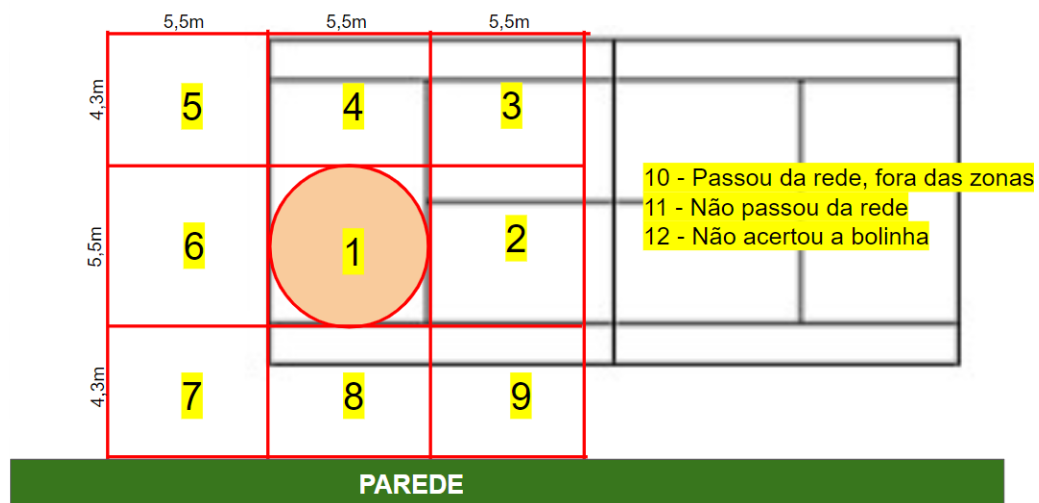 5,5m 5,5m 5,5m
4,3m
5 4 3
10 - Passou da rede, fora das zonas
11 - Não passou da rede
12 - Não acertou a bolinha
5,5m
6 1 2
4,3m
7 8 9
PAREDE